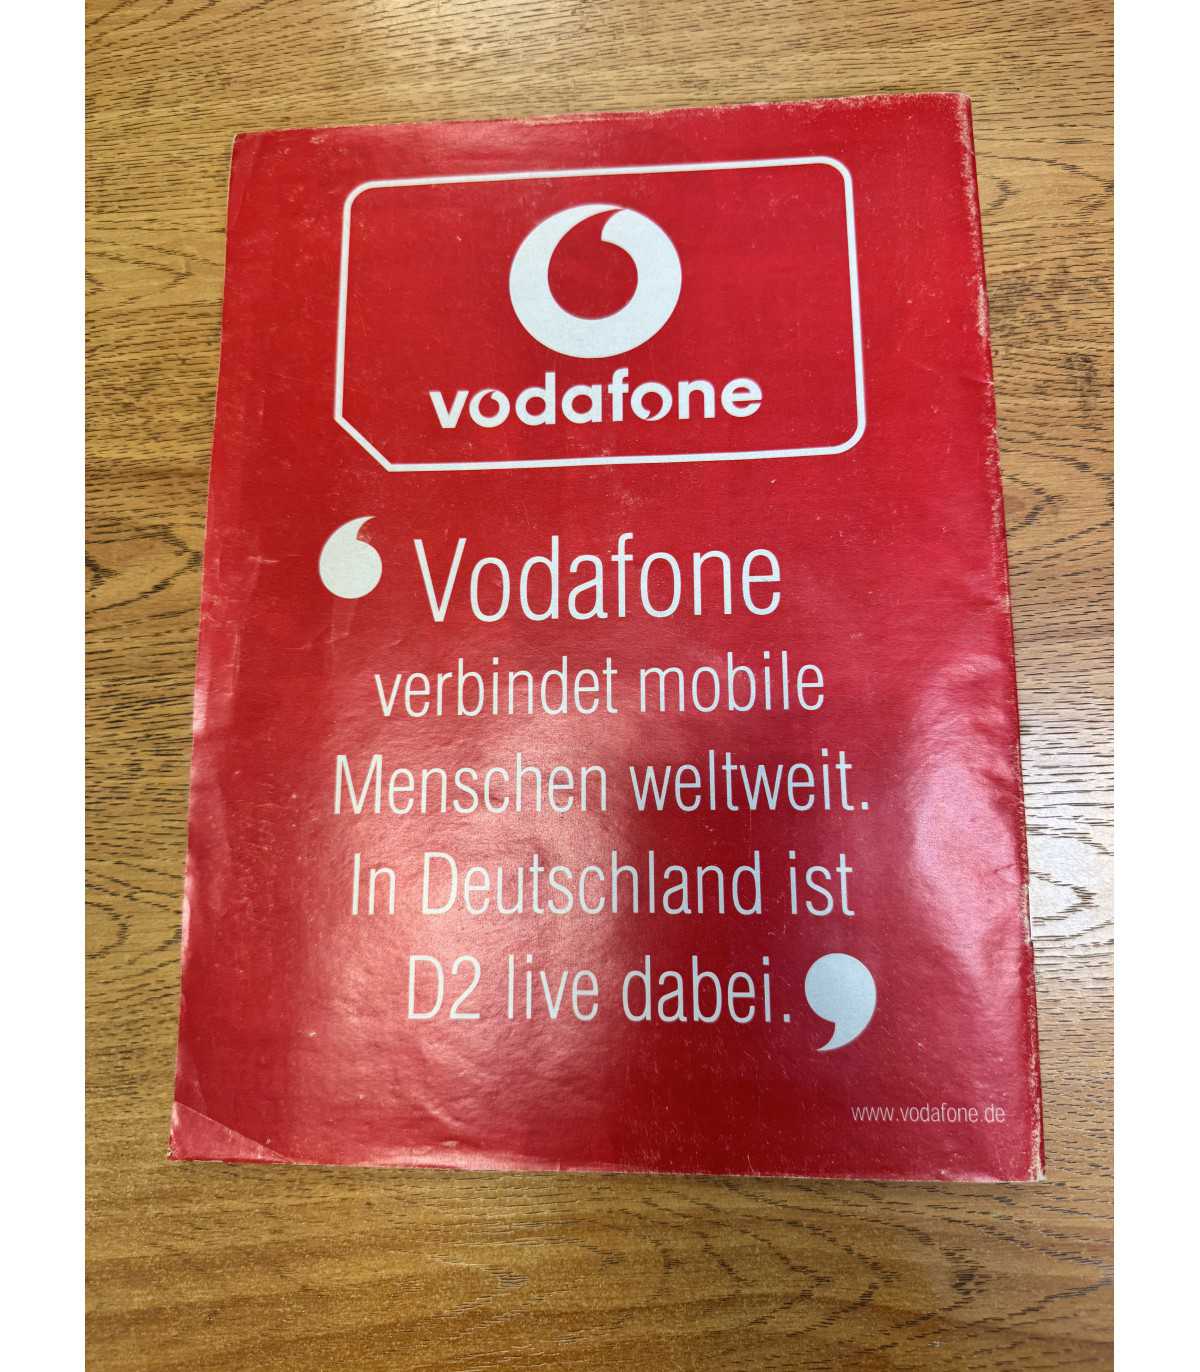 vodafone
‘Vodafone
verbindet mobile
Menschen weltweit.
In Deutschland ist
D2 live dabei.’
www.vodafone.de